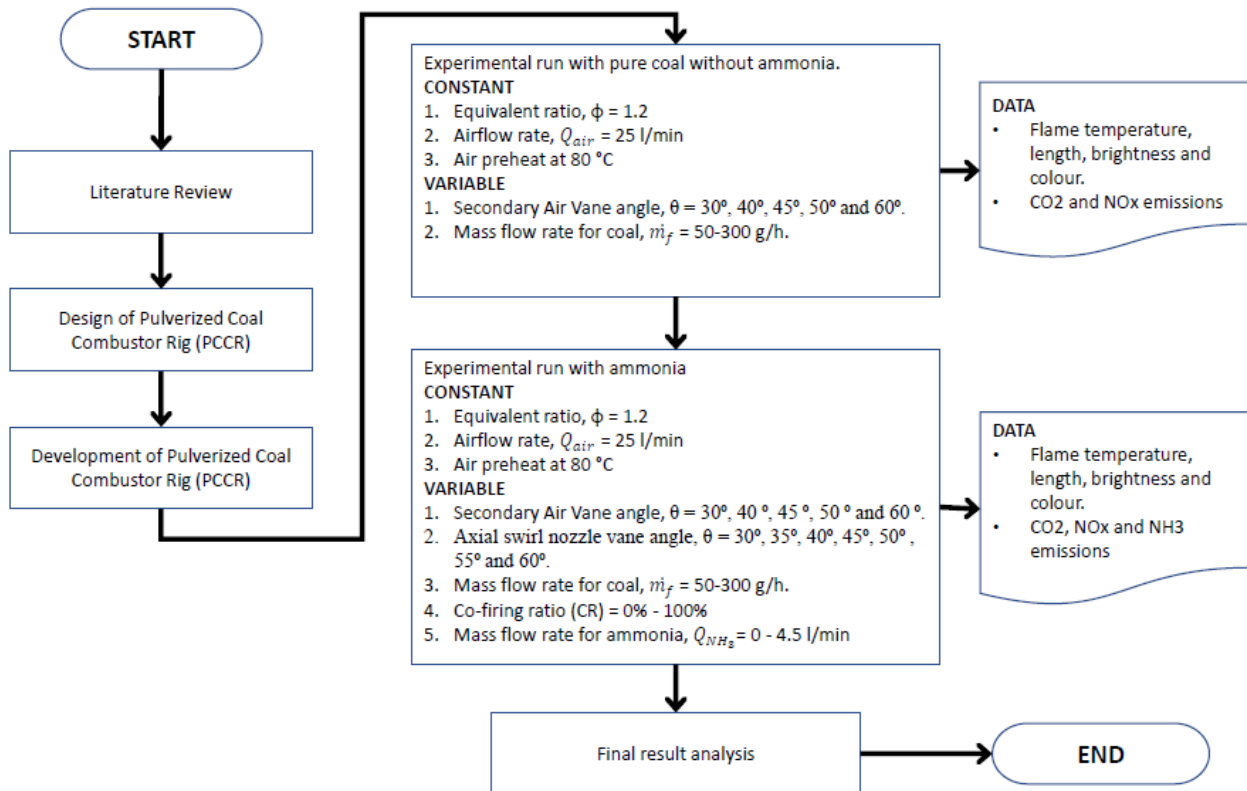 START
Literature Review
Design of Pulverized Coal
Combustor Rig (PCCR)
Development of Pulverized Coal
Combustor Rig (PCCR)
Experimental run with pure coal without ammonia.
CONSTANT
1. Equivalent ratio, ϕ = 1.2
2. Airflow rate, Q_air = 25 l/min
3. Air preheat at 80 °C
VARIABLE
1. Secondary Air Vane angle, θ = 30º, 40º, 45º, 50º and 60º.
2. Mass flow rate for coal, ṁ_f = 50-300 g/h.
DATA
• Flame temperature,
length, brightness and
colour.
• CO2 and NOx emissions
Experimental run with ammonia
CONSTANT
1. Equivalent ratio, ϕ = 1.2
2. Airflow rate, Q_air = 25 l/min
3. Air preheat at 80 °C
VARIABLE
1. Secondary Air Vane angle, θ = 30º, 40 º, 45 º, 50 º and 60 º.
2. Axial swirl nozzle vane angle, θ = 30º, 35º, 40º, 45º, 50º ,
55º and 60º.
3. Mass flow rate for coal, ṁ_f = 50-300 g/h.
4. Co-firing ratio (CR) = 0% - 100%
5. Mass flow rate for ammonia, Q_NH₃ = 0 - 4.5 l/min
DATA
• Flame temperature,
length, brightness and
colour.
• CO2, NOx and NH3
emissions
Final result analysis
END